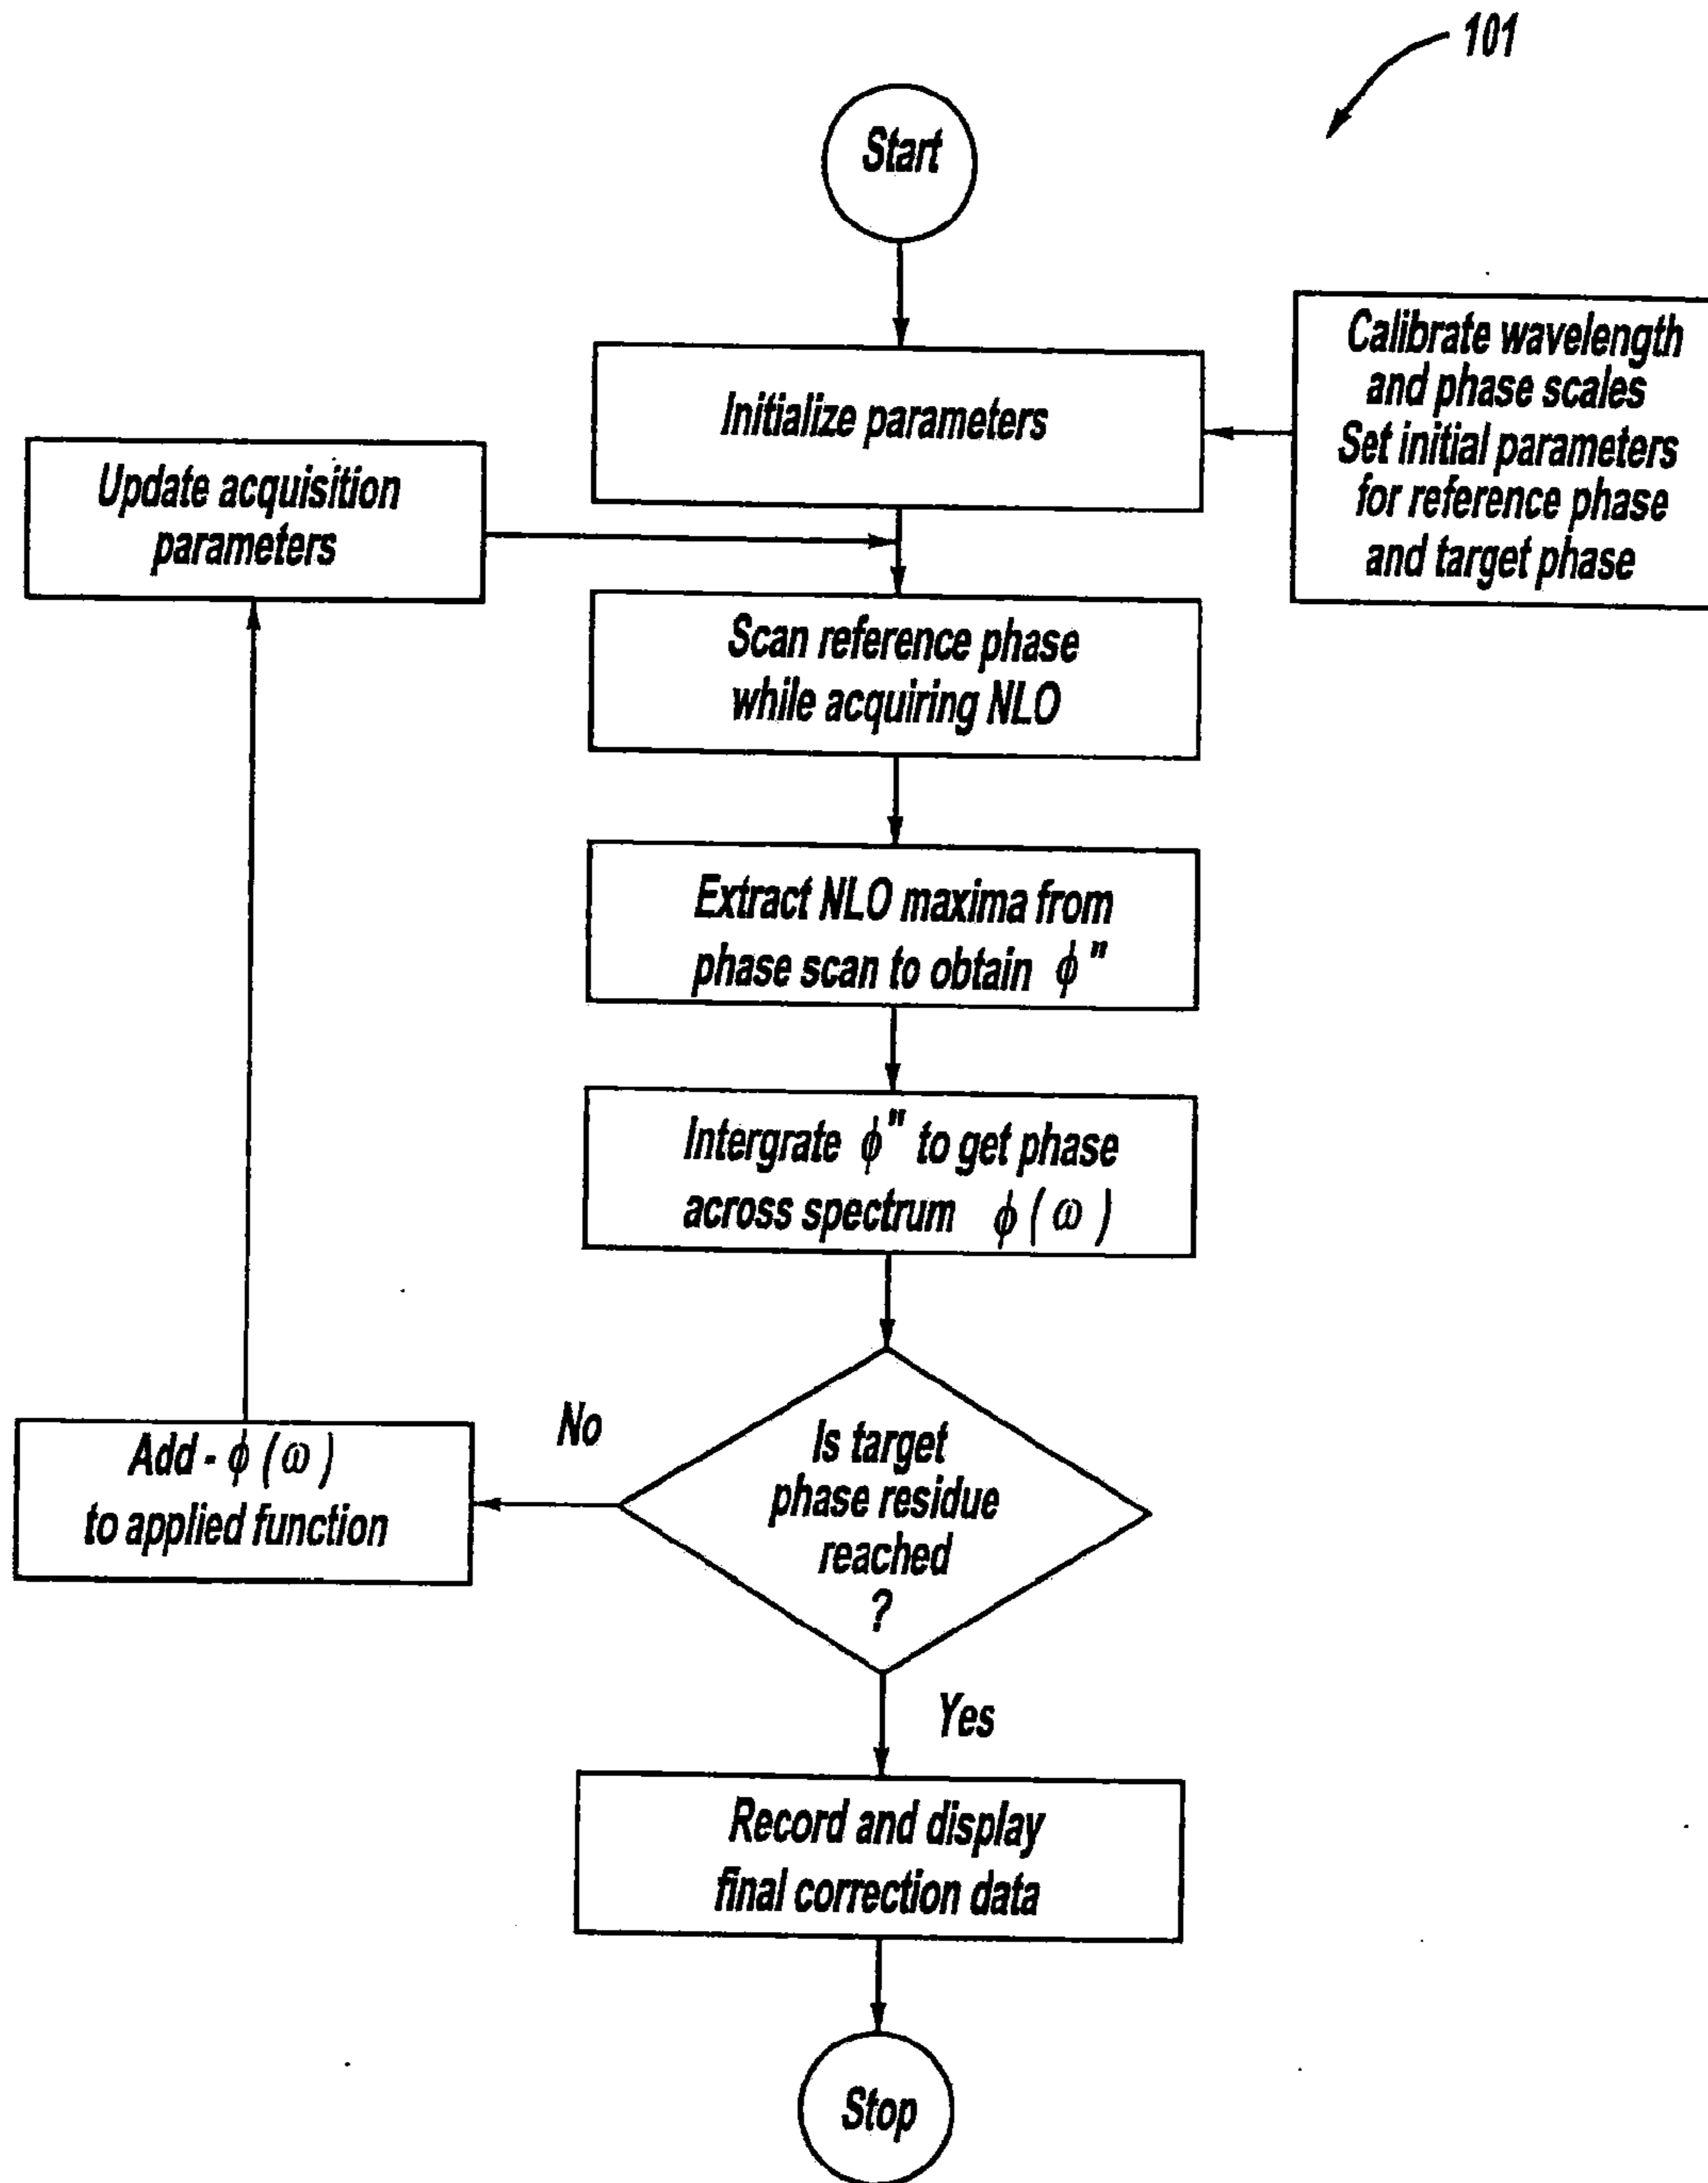 101
Start
Calibrate wavelength
and phase scales
Set initial parameters
for reference phase
and target phase
Initialize parameters
Update acquisition
parameters
Scan reference phase
while acquiring NLO
Extract NLO maxima from
phase scan to obtain ϕ"
Intergrate ϕ" to get phase
across spectrum ϕ(ω)
Is target
phase residue
reached
?
No
Add - ϕ(ω)
to applied function
Yes
Record and display
final correction data
Stop